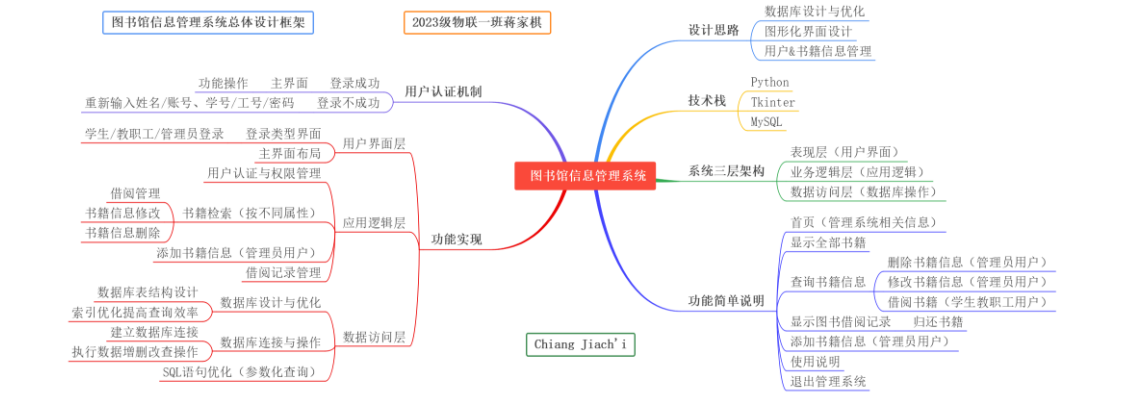 图书馆信息管理系统总体设计框架
2023级物联一班蒋家棋
图书馆信息管理系统
设计思路
数据库设计与优化
图形化界面设计
用户&书籍信息管理
技术栈
Python
Tkinter
MySQL
系统三层架构
表现层（用户界面）
业务逻辑层（应用逻辑）
数据访问层（数据库操作）
功能简单说明
首页（管理系统相关信息）
显示全部书籍
查询书籍信息
删除书籍信息（管理员用户）
修改书籍信息（管理员用户）
借阅书籍（学生教职工用户）
显示图书借阅记录 归还书籍
添加书籍信息（管理员用户）
使用说明
退出管理系统
用户认证机制
功能操作 主界面 登录成功
重新输入姓名/账号、学号/工号/密码 登录不成功
功能实现
用户界面层
学生/教职工/管理员登录 登录类型界面
主界面布局
应用逻辑层
用户认证与权限管理
书籍检索（按不同属性）
借阅管理
书籍信息修改
书籍信息删除
添加书籍信息（管理员用户）
借阅记录管理
数据访问层
数据库设计与优化
数据库表结构设计
索引优化提高查询效率
数据库连接与操作
建立数据库连接
执行数据增删改查操作
SQL语句优化（参数化查询）
Chiang Jiach'i